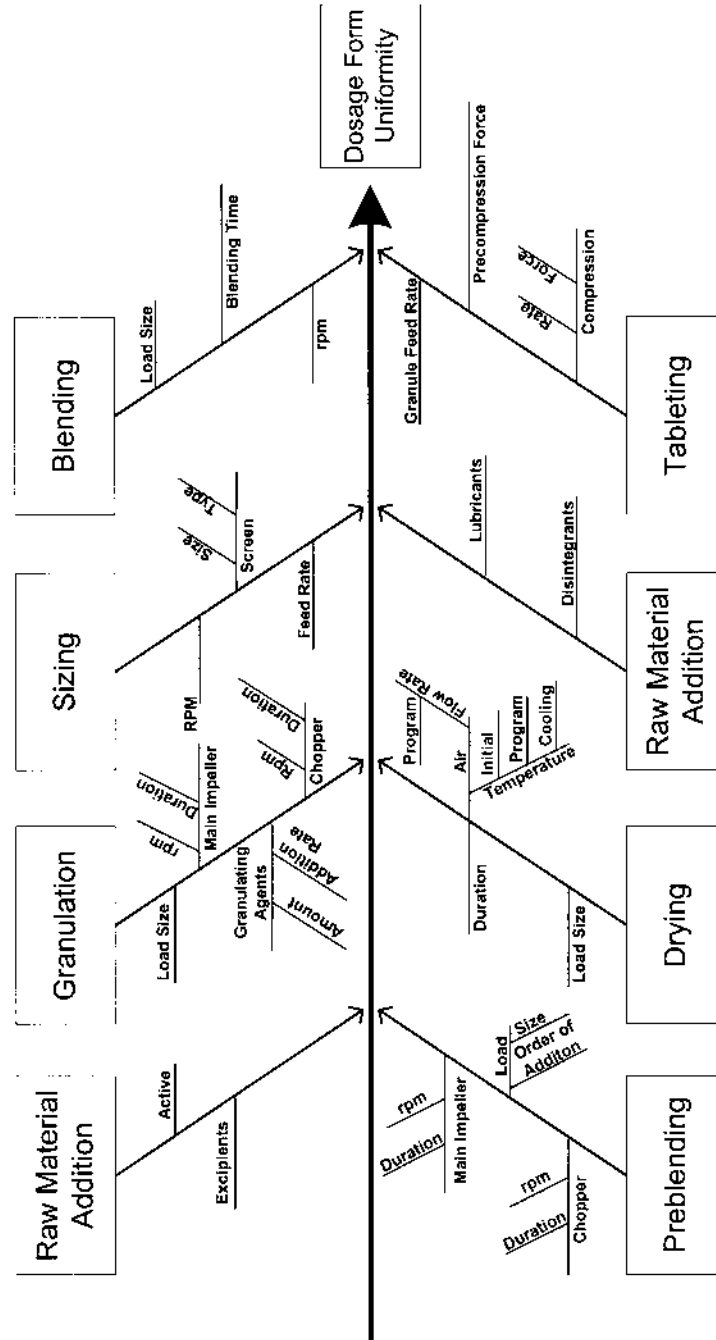 Raw Material
Addition
Active
Excipients
Granulation
Load Size
rpm
Duration
Main Impeller
Granulating
Agents
Amount
Addition
Rate
Rpm
Duration
Chopper
Sizing
RPM
Size
Type
Screen
Feed Rate
Blending
Load Size
Blending Time
rpm
Dosage Form
Uniformity
Preblending
Duration
rpm
Main Impeller
Load
Size
Order of
Additon
Duration
rpm
Chopper
Drying
Program
Flow Rate
Air
Initial
Program
Cooling
Temperature
Duration
Load Size
Raw Material
Addition
Lubricants
Disintegrants
Tableting
Granule Feed Rate
Precompression Force
Rate
Force
Compression